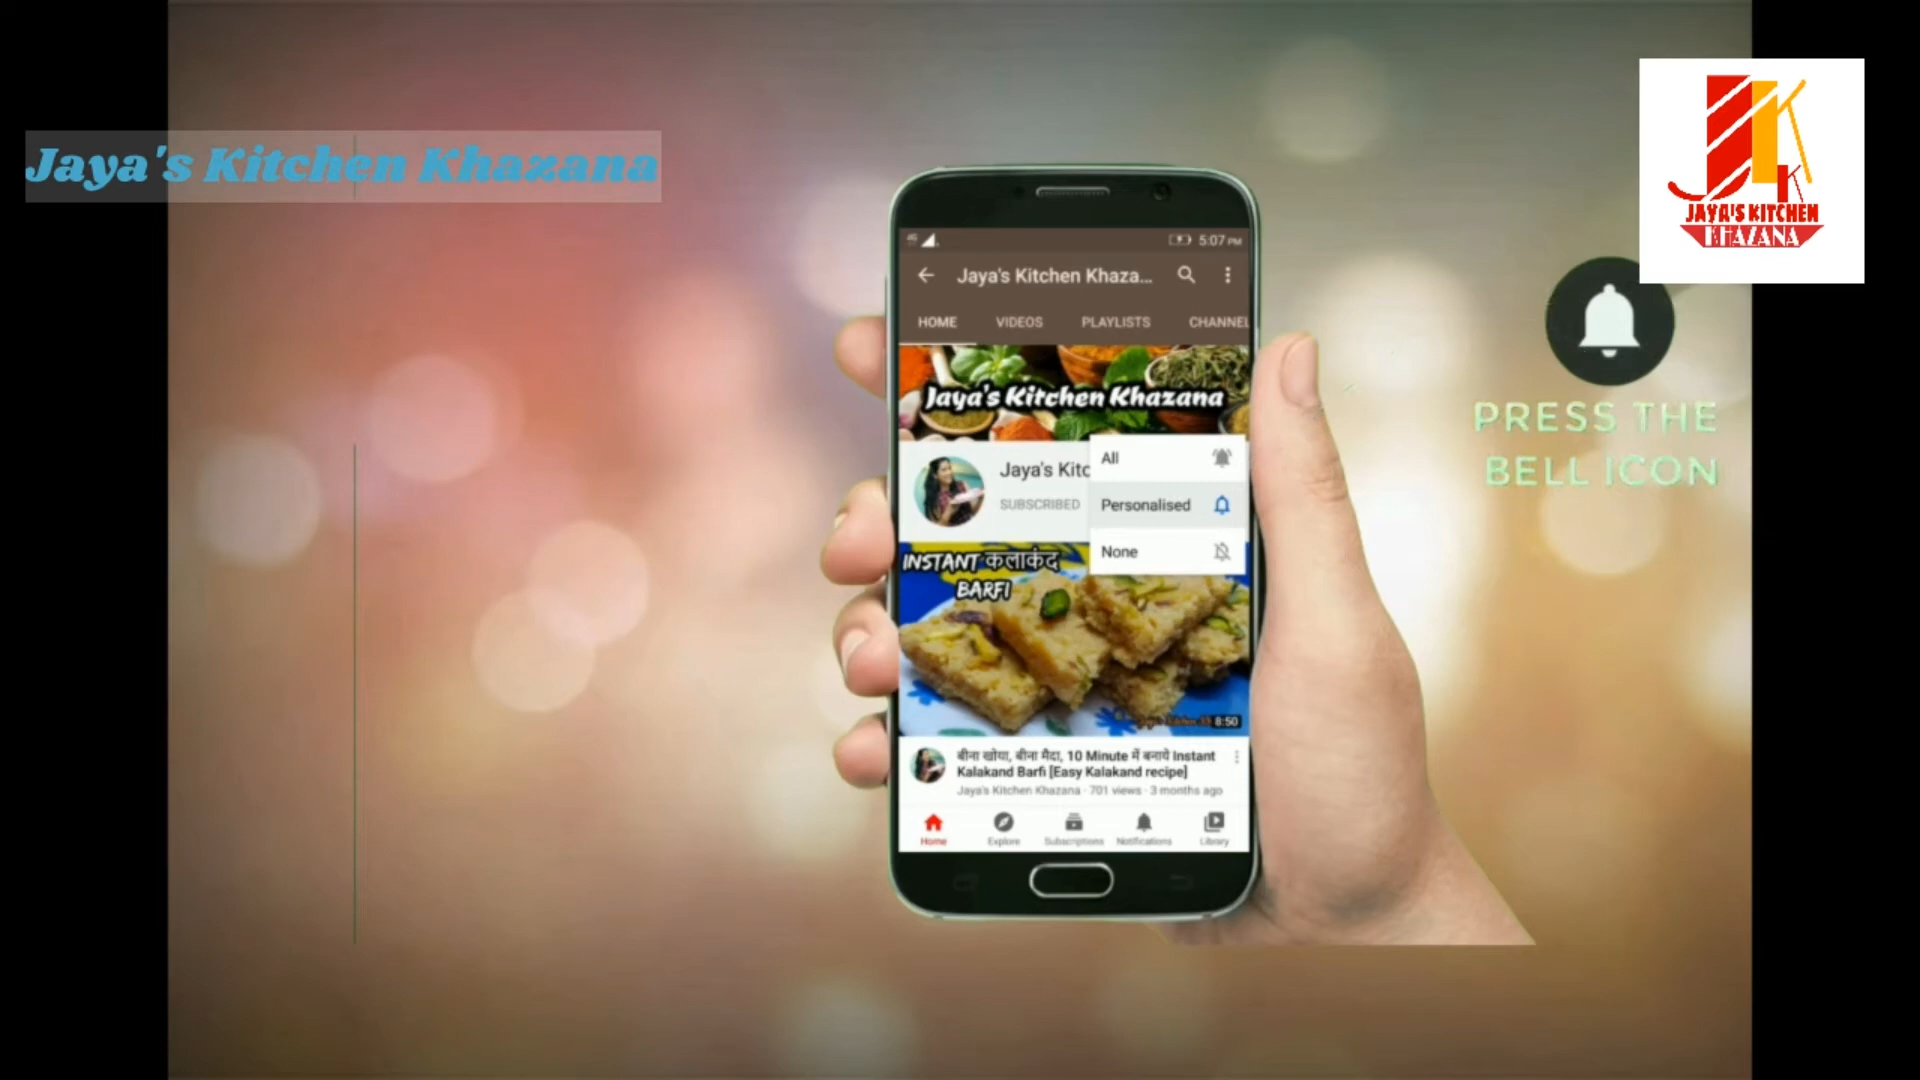 Jaya's Kitchen Khazana
JAYA'S KITCHEN
KHAZANA
5:07 PM
Jaya's Kitchen Khaza...
HOME VIDEOS PLAYLISTS CHANNEL
Jaya's Kitchen Khazana
Jaya's Kitc
SUBSCRIBED
All
Personalised
None
PRESS THE
BELL ICON
INSTANT कलाकंद
BARFI
8:50
बीना खोया, बीना मैदा, 10 Minute में बनाये Instant
Kalakand Barfi [Easy Kalakand recipe]
Jaya's Kitchen Khazana · 701 views · 3 months ago
Home Explore Subscriptions Notifications Library